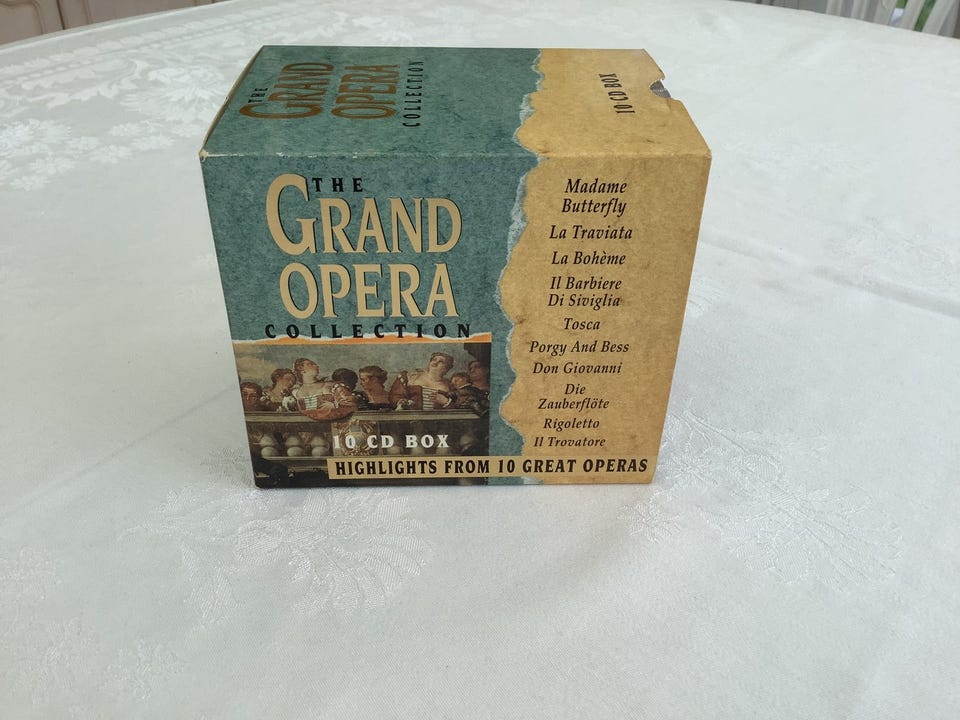 THE
GRAND
OPERA
COLLECTION
10 CD BOX
THE
GRAND
OPERA
COLLECTION
10 CD BOX
HIGHLIGHTS FROM 10 GREAT OPERAS
Madame
Butterfly
La Traviata
La Bohème
Il Barbiere
Di Siviglia
Tosca
Porgy And Bess
Don Giovanni
Die
Zauberflöte
Rigoletto
Il Trovatore